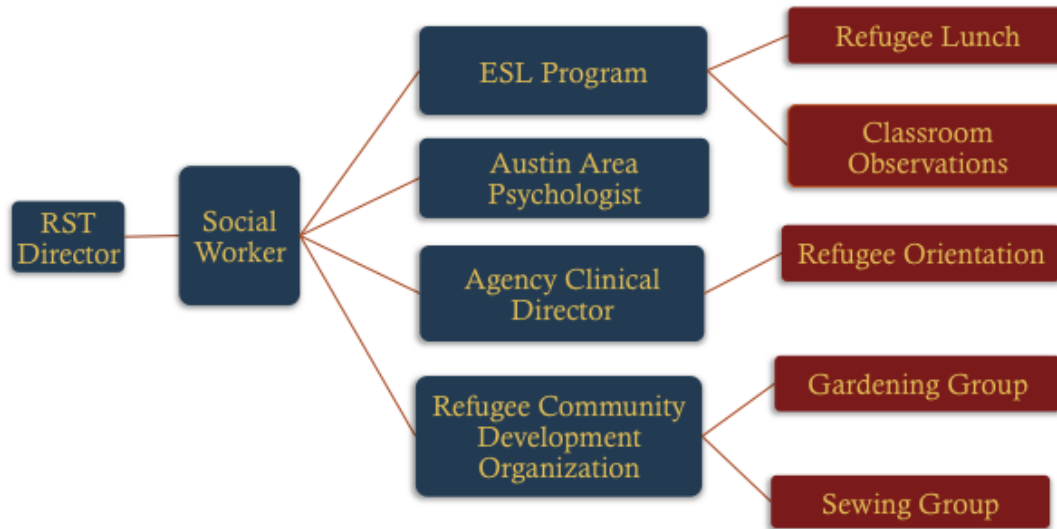 RST
Director
Social
Worker
ESL Program
Austin Area
Psychologist
Agency Clinical
Director
Refugee Community
Development
Organization
Refugee Lunch
Classroom
Observations
Refugee Orientation
Gardening Group
Sewing Group